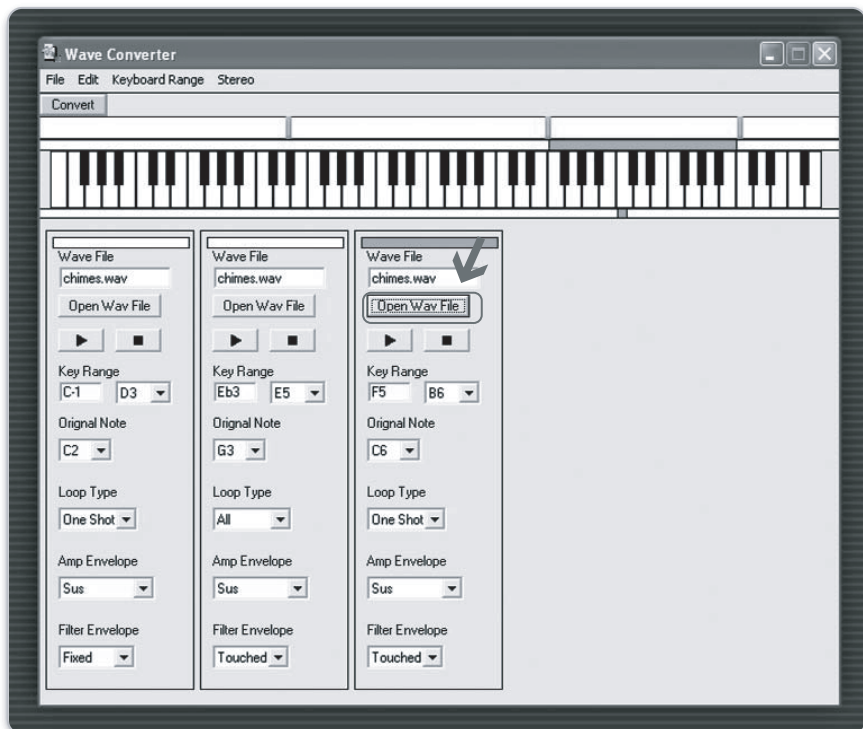 Wave Converter
File Edit Keyboard Range Stereo
Convert
Wave File
chimes.wav
Open Wav File
Key Range
C-1 D3
Orignal Note
C2
Loop Type
One Shot
Amp Envelope
Sus
Filter Envelope
Fixed
Wave File
chimes.wav
Open Wav File
Key Range
Eb3 E5
Orignal Note
G3
Loop Type
All
Amp Envelope
Sus
Filter Envelope
Touched
Wave File
chimes.wav
Open Wav File
Key Range
F5 B6
Orignal Note
C6
Loop Type
One Shot
Amp Envelope
Sus
Filter Envelope
Touched